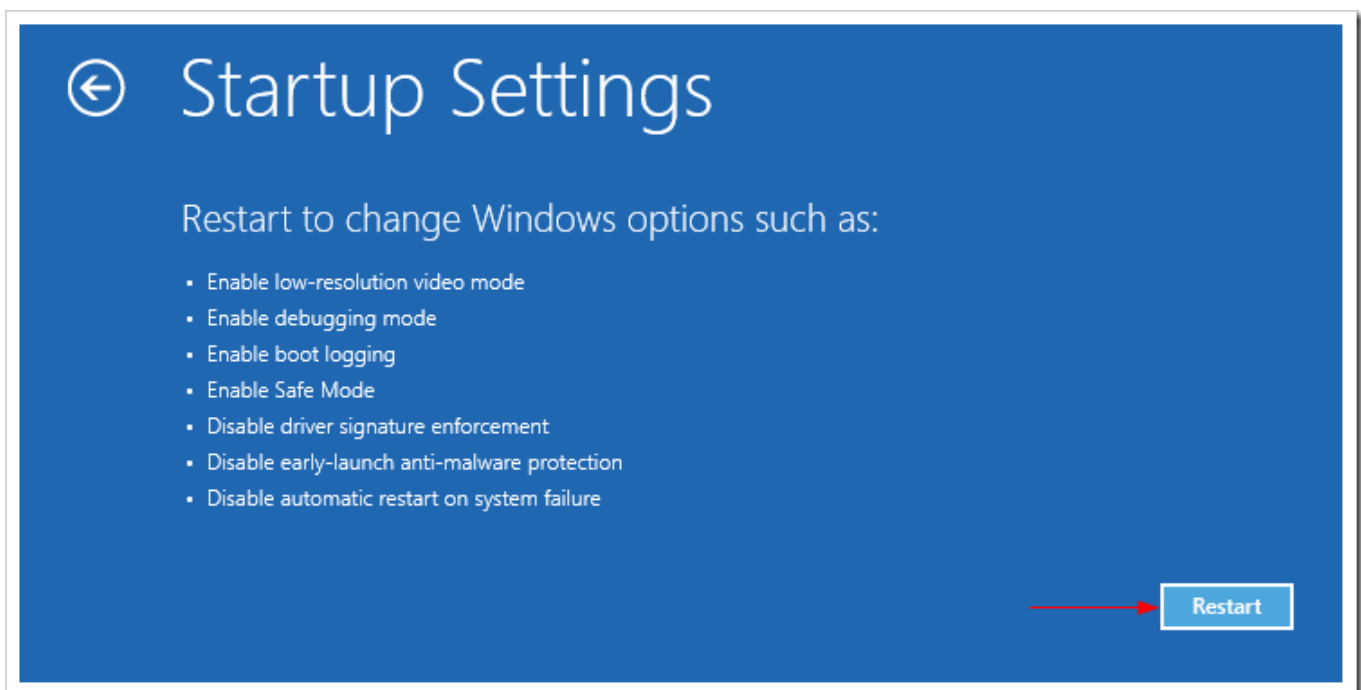 Startup Settings
Restart to change Windows options such as:
▪ Enable low-resolution video mode
▪ Enable debugging mode
▪ Enable boot logging
▪ Enable Safe Mode
▪ Disable driver signature enforcement
▪ Disable early-launch anti-malware protection
▪ Disable automatic restart on system failure
Restart